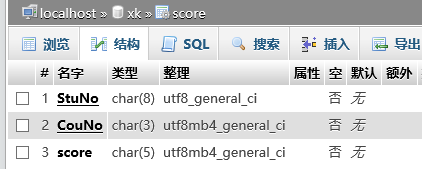 localhost » xk » score
浏览 结构 SQL 搜索 插入 导出
# 名字 类型 整理 属性 空 默认 额外
1 StuNo char(8) utf8_general_ci 否 无
2 CouNo char(3) utf8mb4_general_ci 否 无
3 score char(5) utf8mb4_general_ci 否 无